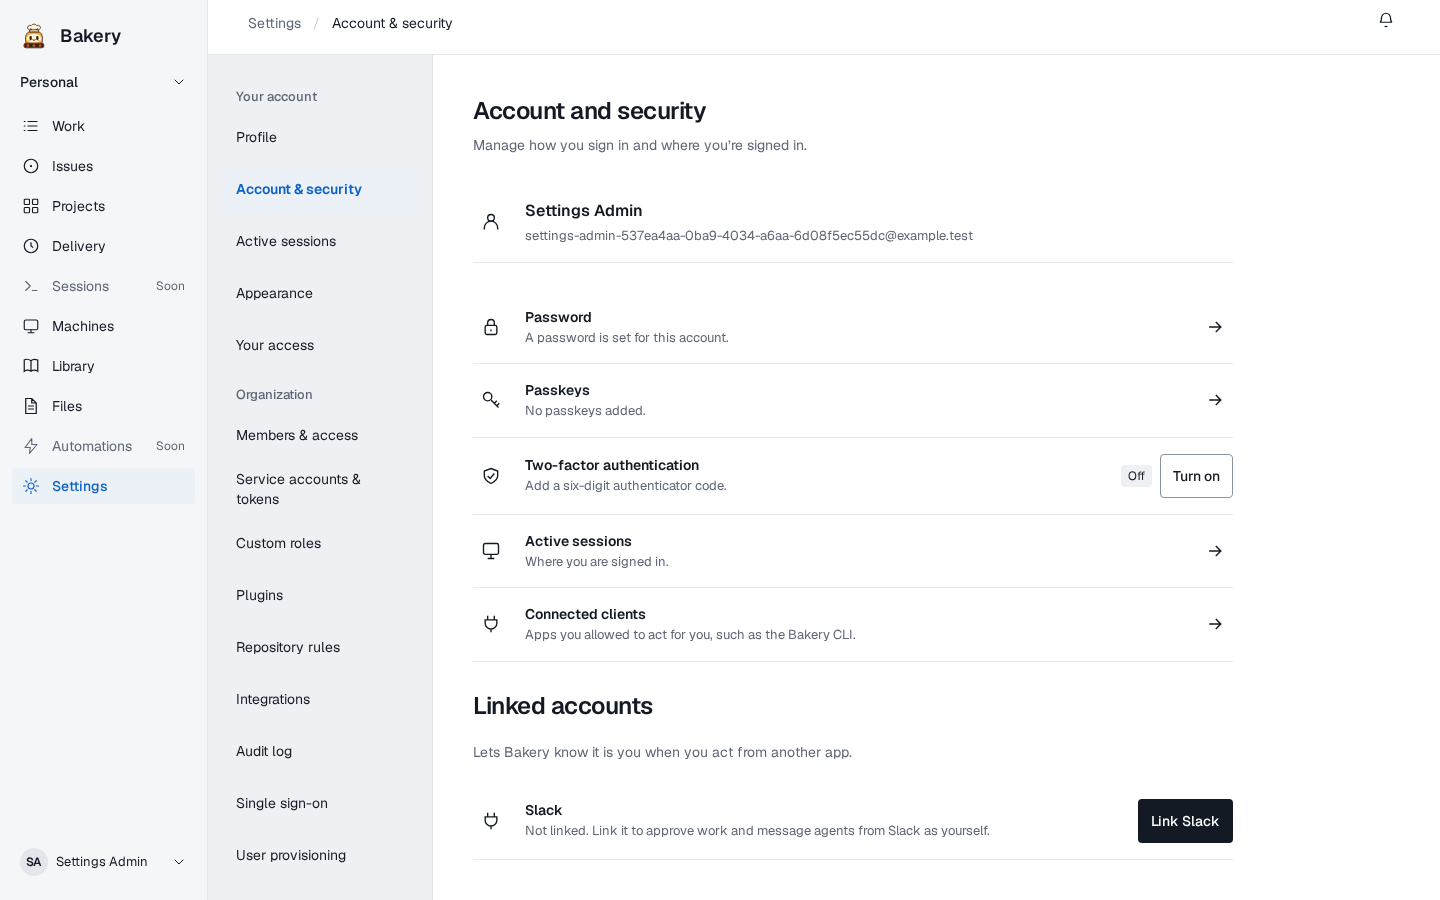 Bakery
Personal
Work
Issues
Projects
Delivery
Sessions Soon
Machines
Library
Files
Automations Soon
Settings
SA Settings Admin
Settings / Account & security
Your account
Profile
Account & security
Active sessions
Appearance
Your access
Organization
Members & access
Service accounts &
tokens
Custom roles
Plugins
Repository rules
Integrations
Audit log
Single sign-on
User provisioning
Account and security
Manage how you sign in and where you're signed in.
Settings Admin
settings-admin-537ea4aa-0ba9-4034-a6aa-6d08f5ec55dc@example.test
Password
A password is set for this account.
Passkeys
No passkeys added.
Two-factor authentication
Add a six-digit authenticator code.
Off Turn on
Active sessions
Where you are signed in.
Connected clients
Apps you allowed to act for you, such as the Bakery CLI.
Linked accounts
Lets Bakery know it is you when you act from another app.
Slack
Not linked. Link it to approve work and message agents from Slack as yourself.
Link Slack